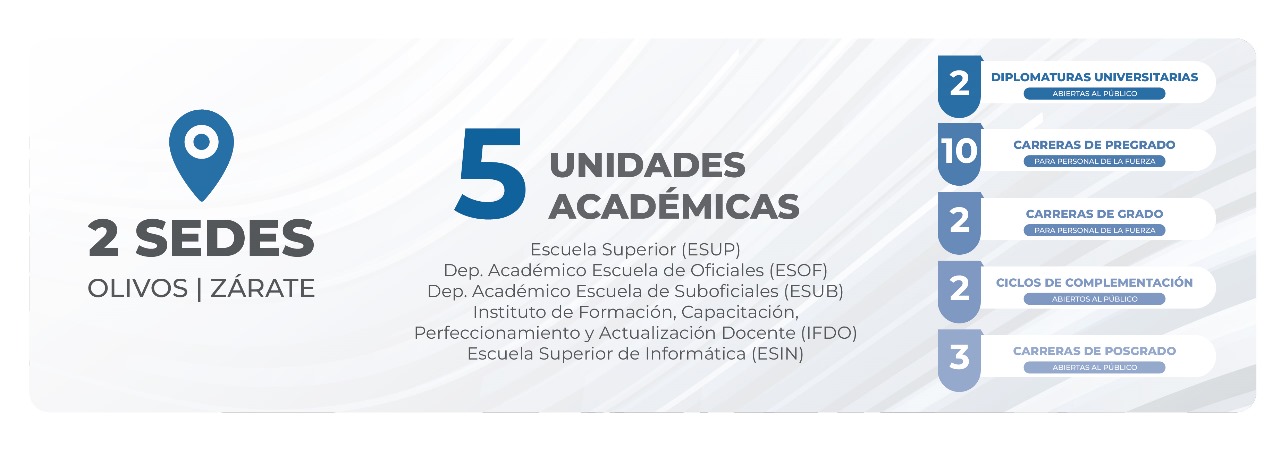 2 SEDES
OLIVOS | ZÁRATE
5 UNIDADES
ACADÉMICAS
Escuela Superior (ESUP)
Dep. Académico Escuela de Oficiales (ESOF)
Dep. Académico Escuela de Suboficiales (ESUB)
Instituto de Formación, Capacitación,
Perfeccionamiento y Actualización Docente (IFDO)
Escuela Superior de Informática (ESIN)
2 DIPLOMATURAS UNIVERSITARIAS
ABIERTAS AL PÚBLICO
10 CARRERAS DE PREGRADO
PARA PERSONAL DE LA FUERZA
2 CARRERAS DE GRADO
PARA PERSONAL DE LA FUERZA
2 CICLOS DE COMPLEMENTACIÓN
ABIERTOS AL PÚBLICO
3 CARRERAS DE POSGRADO
ABIERTAS AL PÚBLICO